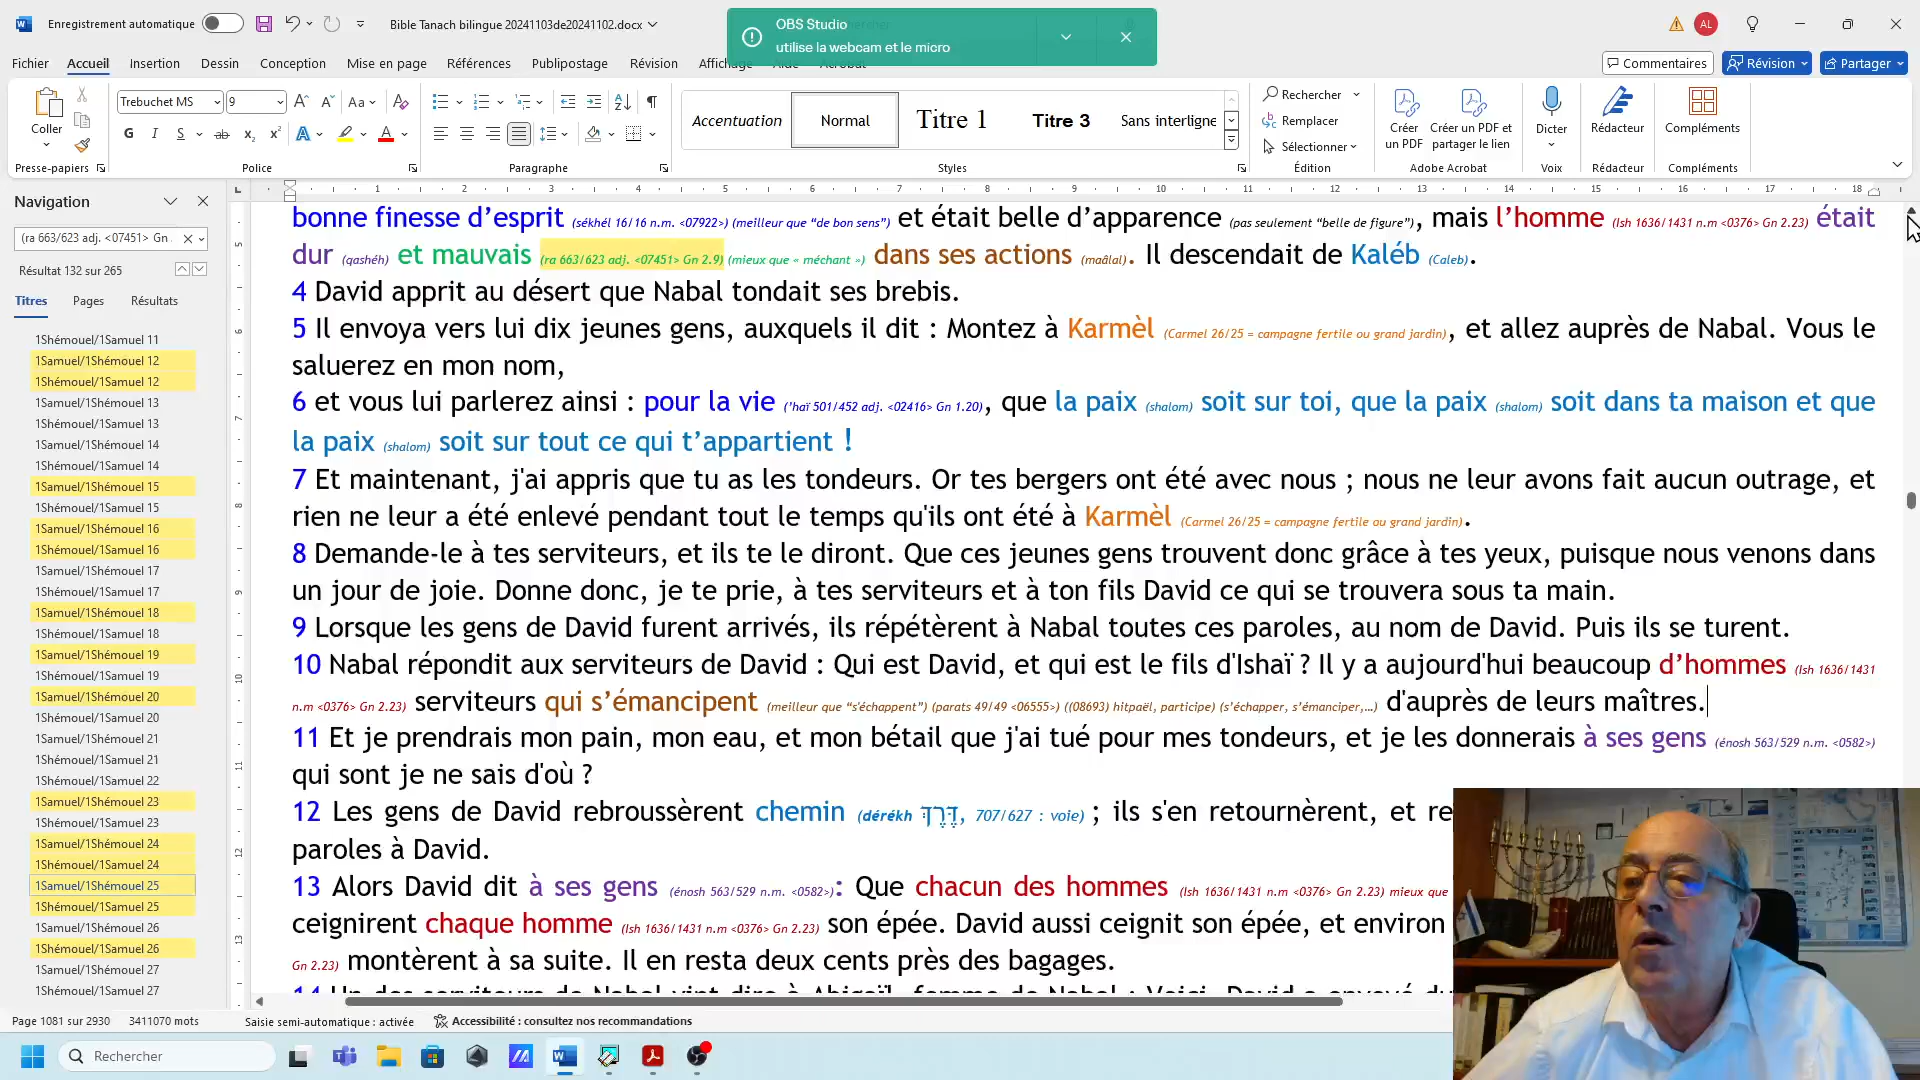 Enregistrement automatique
Bible Tanach bilingue 20241103de20241102.docx
OBS Studio
utilise la webcam et le micro
AL
Fichier Accueil Insertion Dessin Conception Mise en page Références Publipostage Révision Affichage Aide Acrobat
Commentaires Révision Partager
Coller
Presse-papiers
Trebuchet MS 9
Police
Paragraphe
Accentuation Normal Titre 1 Titre 3 Sans interligne
Styles
Rechercher
Remplacer
Sélectionner
Édition
Créer un PDF
Créer un PDF et partager le lien
Adobe Acrobat
Dicter
Voix
Rédacteur
Rédacteur
Compléments
Compléments
Navigation
(ra 663/623 adj. <07451> Gn
Résultat 132 sur 265
Titres Pages Résultats
1Shémouel/1Samuel 11
1Samuel/1Shémouel 12
1Shémouel/1Samuel 12
1Samuel/1Shémouel 13
1Shémouel/1Samuel 13
1Samuel/1Shémouel 14
1Shémouel/1Samuel 14
1Samuel/1Shémouel 15
1Shémouel/1Samuel 15
1Samuel/1Shémouel 16
1Shémouel/1Samuel 16
1Samuel/1Shémouel 17
1Shémouel/1Samuel 17
1Samuel/1Shémouel 18
1Shémouel/1Samuel 18
1Samuel/1Shémouel 19
1Shémouel/1Samuel 19
1Samuel/1Shémouel 20
1Shémouel/1Samuel 20
1Samuel/1Shémouel 21
1Shémouel/1Samuel 21
1Shémouel/1Samuel 22
1Samuel/1Shémouel 23
1Shémouel/1Samuel 23
1Samuel/1Shémouel 24
1Shémouel/1Samuel 24
1Samuel/1Shémouel 25
1Shémouel/1Samuel 25
1Samuel/1Shémouel 26
1Shémouel/1Samuel 26
1Samuel/1Shémouel 27
1Shémouel/1Samuel 27
bonne finesse d’esprit (sékhél 16/16 n.m. <07922>) (meilleur que “de bon sens”) et était belle d’apparence (pas seulement “belle de figure”), mais l’homme (Ish 1636/1431 n.m <0376> Gn 2.23) était
dur (qashéh) et mauvais (ra 663/623 adj. <07451> Gn 2.9) (mieux que « méchant ») dans ses actions (maâlal). Il descendait de Kaléb (Caleb).
4 David apprit au désert que Nabal tondait ses brebis.
5 Il envoya vers lui dix jeunes gens, auxquels il dit : Montez à Karmèl (Carmel 26/25 = campagne fertile ou grand jardin), et allez auprès de Nabal. Vous le
saluerez en mon nom,
6 et vous lui parlerez ainsi : pour la vie (’haï 501/452 adj. <02416> Gn 1.20), que la paix (shalom) soit sur toi, que la paix (shalom) soit dans ta maison et que
la paix (shalom) soit sur tout ce qui t’appartient !
7 Et maintenant, j'ai appris que tu as les tondeurs. Or tes bergers ont été avec nous ; nous ne leur avons fait aucun outrage, et
rien ne leur a été enlevé pendant tout le temps qu'ils ont été à Karmèl (Carmel 26/25 = campagne fertile ou grand jardin).
8 Demande-le à tes serviteurs, et ils te le diront. Que ces jeunes gens trouvent donc grâce à tes yeux, puisque nous venons dans
un jour de joie. Donne donc, je te prie, à tes serviteurs et à ton fils David ce qui se trouvera sous ta main.
9 Lorsque les gens de David furent arrivés, ils répétèrent à Nabal toutes ces paroles, au nom de David. Puis ils se turent.
10 Nabal répondit aux serviteurs de David : Qui est David, et qui est le fils d'Ishaï ? Il y a aujourd'hui beaucoup d’hommes (Ish 1636/1431
n.m <0376> Gn 2.23) serviteurs qui s’émancipent (meilleur que “s'échappent”) (parats 49/49 <06555>) ((08693) hitpaël, participe) (s’échapper, s’émanciper,…) d'auprès de leurs maîtres.
11 Et je prendrais mon pain, mon eau, et mon bétail que j'ai tué pour mes tondeurs, et je les donnerais à ses gens (énosh 563/529 n.m. <0582>)
qui sont je ne sais d'où ?
12 Les gens de David rebroussèrent chemin (dérékh דֶּרֶךְ, 707/627 : voie) ; ils s'en retournèrent, et re
paroles à David.
13 Alors David dit à ses gens (énosh 563/529 n.m. <0582>): Que chacun des hommes (Ish 1636/1431 n.m <0376> Gn 2.23) mieux que
ceignirent chaque homme (Ish 1636/1431 n.m <0376> Gn 2.23) son épée. David aussi ceignit son épée, et environ
Gn 2.23) montèrent à sa suite. Il en resta deux cents près des bagages.
14 Un des serviteurs de Nabal vint dire à Abigaïl, femme de Nabal : Voici, David a envoyé du
Page 1081 sur 2930 3411070 mots Saisie semi-automatique : activée Accessibilité : consultez nos recommandations
Rechercher